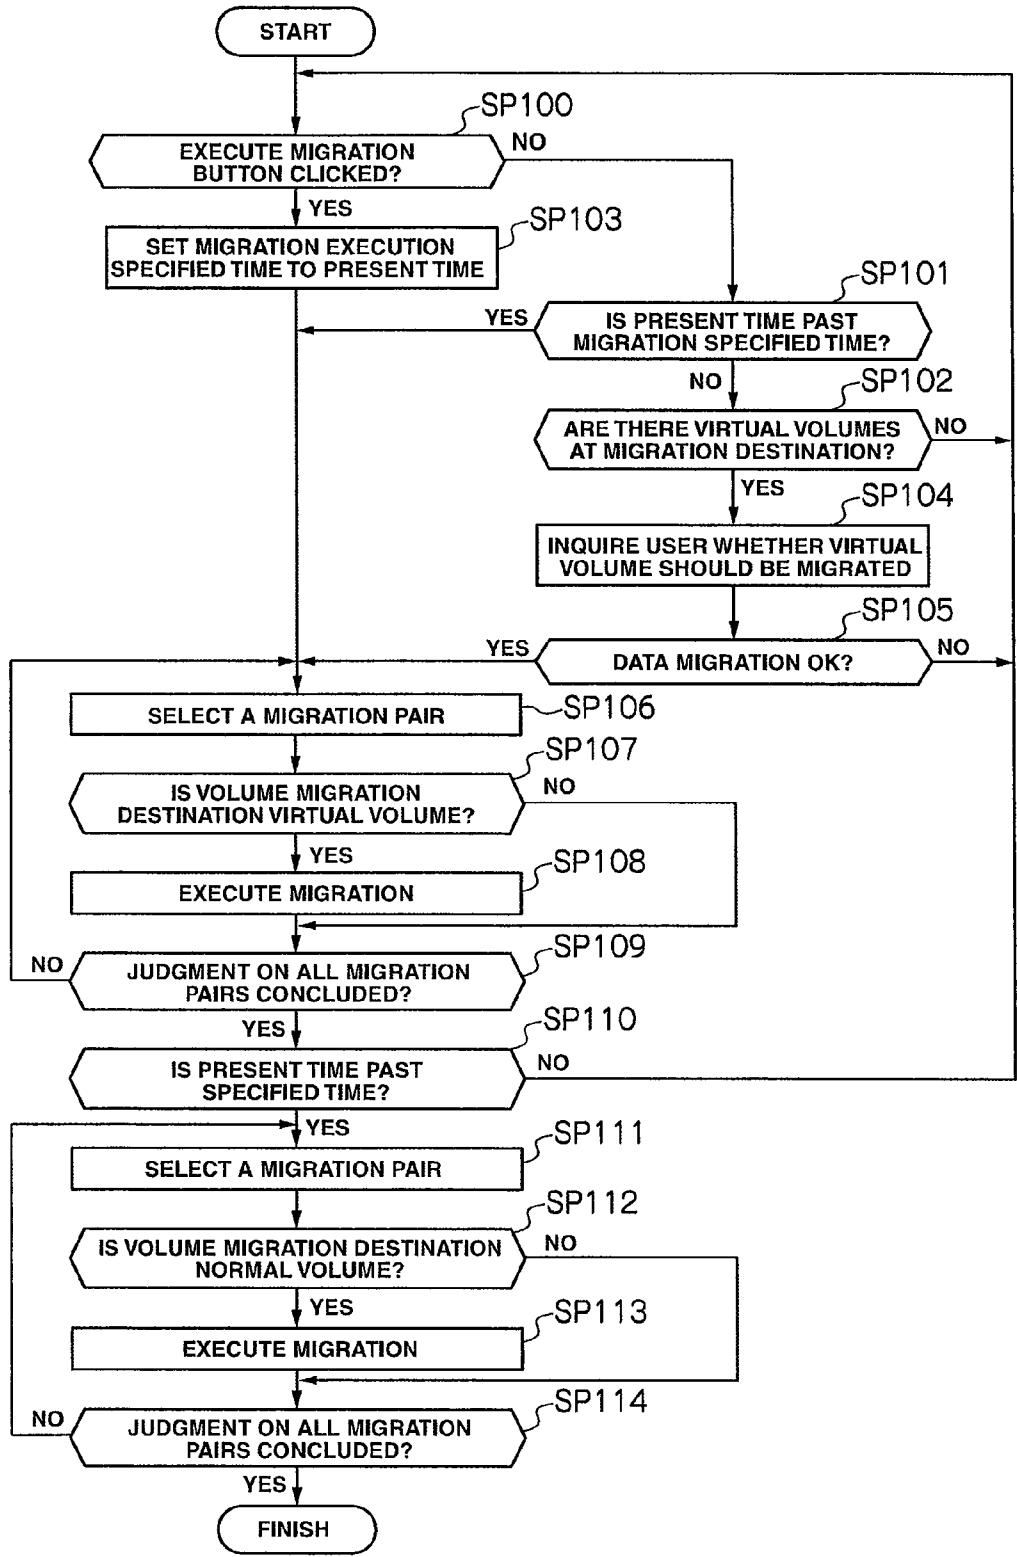 START
SP100
EXECUTE MIGRATION
BUTTON CLICKED?
NO
YES
SP103
SET MIGRATION EXECUTION
SPECIFIED TIME TO PRESENT TIME
SP101
YES
IS PRESENT TIME PAST
MIGRATION SPECIFIED TIME?
NO
SP102
ARE THERE VIRTUAL VOLUMES
AT MIGRATION DESTINATION?
NO
YES
SP104
INQUIRE USER WHETHER VIRTUAL
VOLUME SHOULD BE MIGRATED
SP105
YES
DATA MIGRATION OK?
NO
SP106
SELECT A MIGRATION PAIR
SP107
IS VOLUME MIGRATION
DESTINATION VIRTUAL VOLUME?
NO
YES
SP108
EXECUTE MIGRATION
SP109
NO
JUDGMENT ON ALL MIGRATION
PAIRS CONCLUDED?
YES
SP110
IS PRESENT TIME PAST
SPECIFIED TIME?
NO
YES
SP111
SELECT A MIGRATION PAIR
SP112
IS VOLUME MIGRATION DESTINATION
NORMAL VOLUME?
NO
YES
SP113
EXECUTE MIGRATION
SP114
NO
JUDGMENT ON ALL MIGRATION
PAIRS CONCLUDED?
YES
FINISH